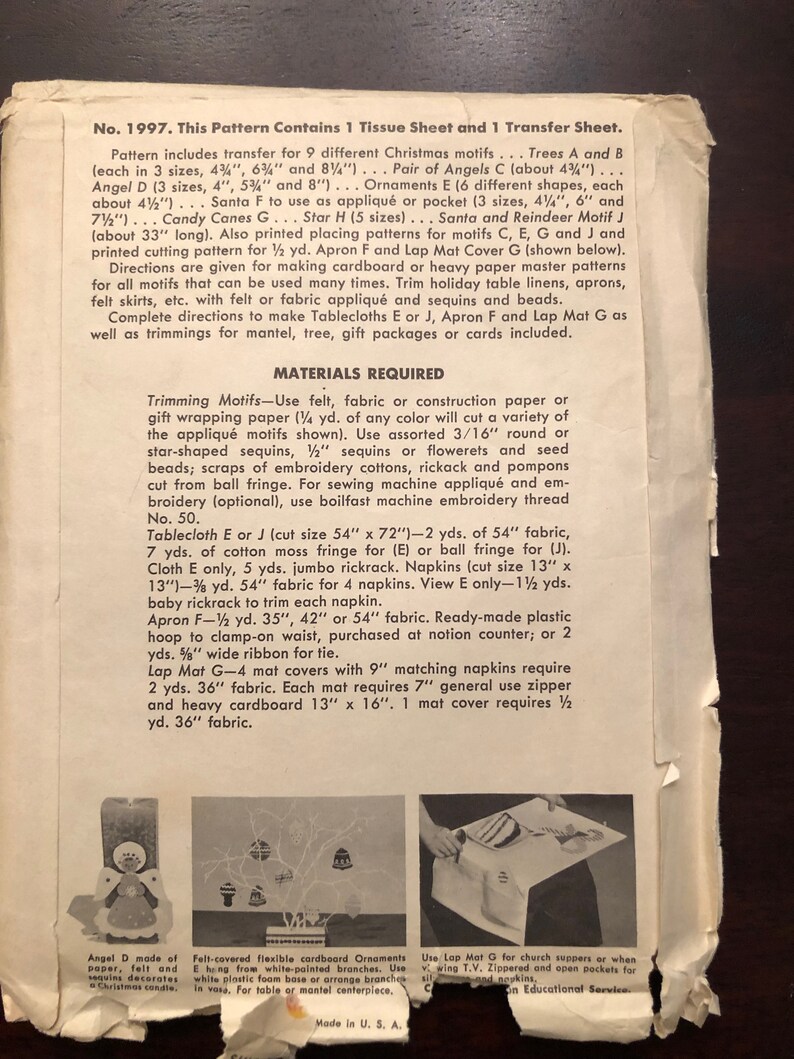 No. 1997. This Pattern Contains 1 Tissue Sheet and 1 Transfer Sheet.
Pattern includes transfer for 9 different Christmas motifs . . . Trees A and B
(each in 3 sizes, 4¾", 6¾" and 8¼") . . . Pair of Angels C (about 4¾") . . .
Angel D (3 sizes, 4", 5¾" and 8") . . . Ornaments E (6 different shapes, each
about 4½") . . . Santa F to use as appliqué or pocket (3 sizes, 4¼", 6" and
7½") . . . Candy Canes G . . . Star H (5 sizes) . . . Santa and Reindeer Motif J
(about 33" long). Also printed placing patterns for motifs C, E, G and J and
printed cutting pattern for ½ yd. Apron F and Lap Mat Cover G (shown below).
Directions are given for making cardboard or heavy paper master patterns
for all motifs that can be used many times. Trim holiday table linens, aprons,
felt skirts, etc. with felt or fabric appliqué and sequins and beads.
Complete directions to make Tablecloths E or J, Apron F and Lap Mat G as
well as trimmings for mantel, tree, gift packages or cards included.
MATERIALS REQUIRED
Trimming Motifs—Use felt, fabric or construction paper or
gift wrapping paper (¼ yd. of any color will cut a variety of
the appliqué motifs shown). Use assorted 3/16" round or
star-shaped sequins, ½" sequins or flowerets and seed
beads; scraps of embroidery cottons, rickack and pompons
cut from ball fringe. For sewing machine appliqué and em-
broidery (optional), use boilfast machine embroidery thread
No. 50.
Tablecloth E or J (cut size 54" x 72")—2 yds. of 54" fabric,
7 yds. of cotton moss fringe for (E) or ball fringe for (J).
Cloth E only, 5 yds. jumbo rickrack. Napkins (cut size 13" x
13")—⅜ yd. 54" fabric for 4 napkins. View E only—1½ yds.
baby rickrack to trim each napkin.
Apron F—½ yd. 35", 42" or 54" fabric. Ready-made plastic
hoop to clamp-on waist, purchased at notion counter; or 2
yds. ⅝" wide ribbon for tie.
Lap Mat G—4 mat covers with 9" matching napkins require
2 yds. 36" fabric. Each mat requires 7" general use zipper
and heavy cardboard 13" x 16". 1 mat cover requires ½
yd. 36" fabric.
Angel D made of
paper, felt and
sequins decorates
a Christmas candle.
Felt-covered flexible cardboard Ornaments
E hang from white-painted branches. Use
white plastic foam base or arrange branches
in vase. For table or mantel centerpiece.
Use Lap Mat G for church suppers or when
viewing T.V. Zippered and open pockets for
and napkins.
Educational Service.
Made in U. S. A.